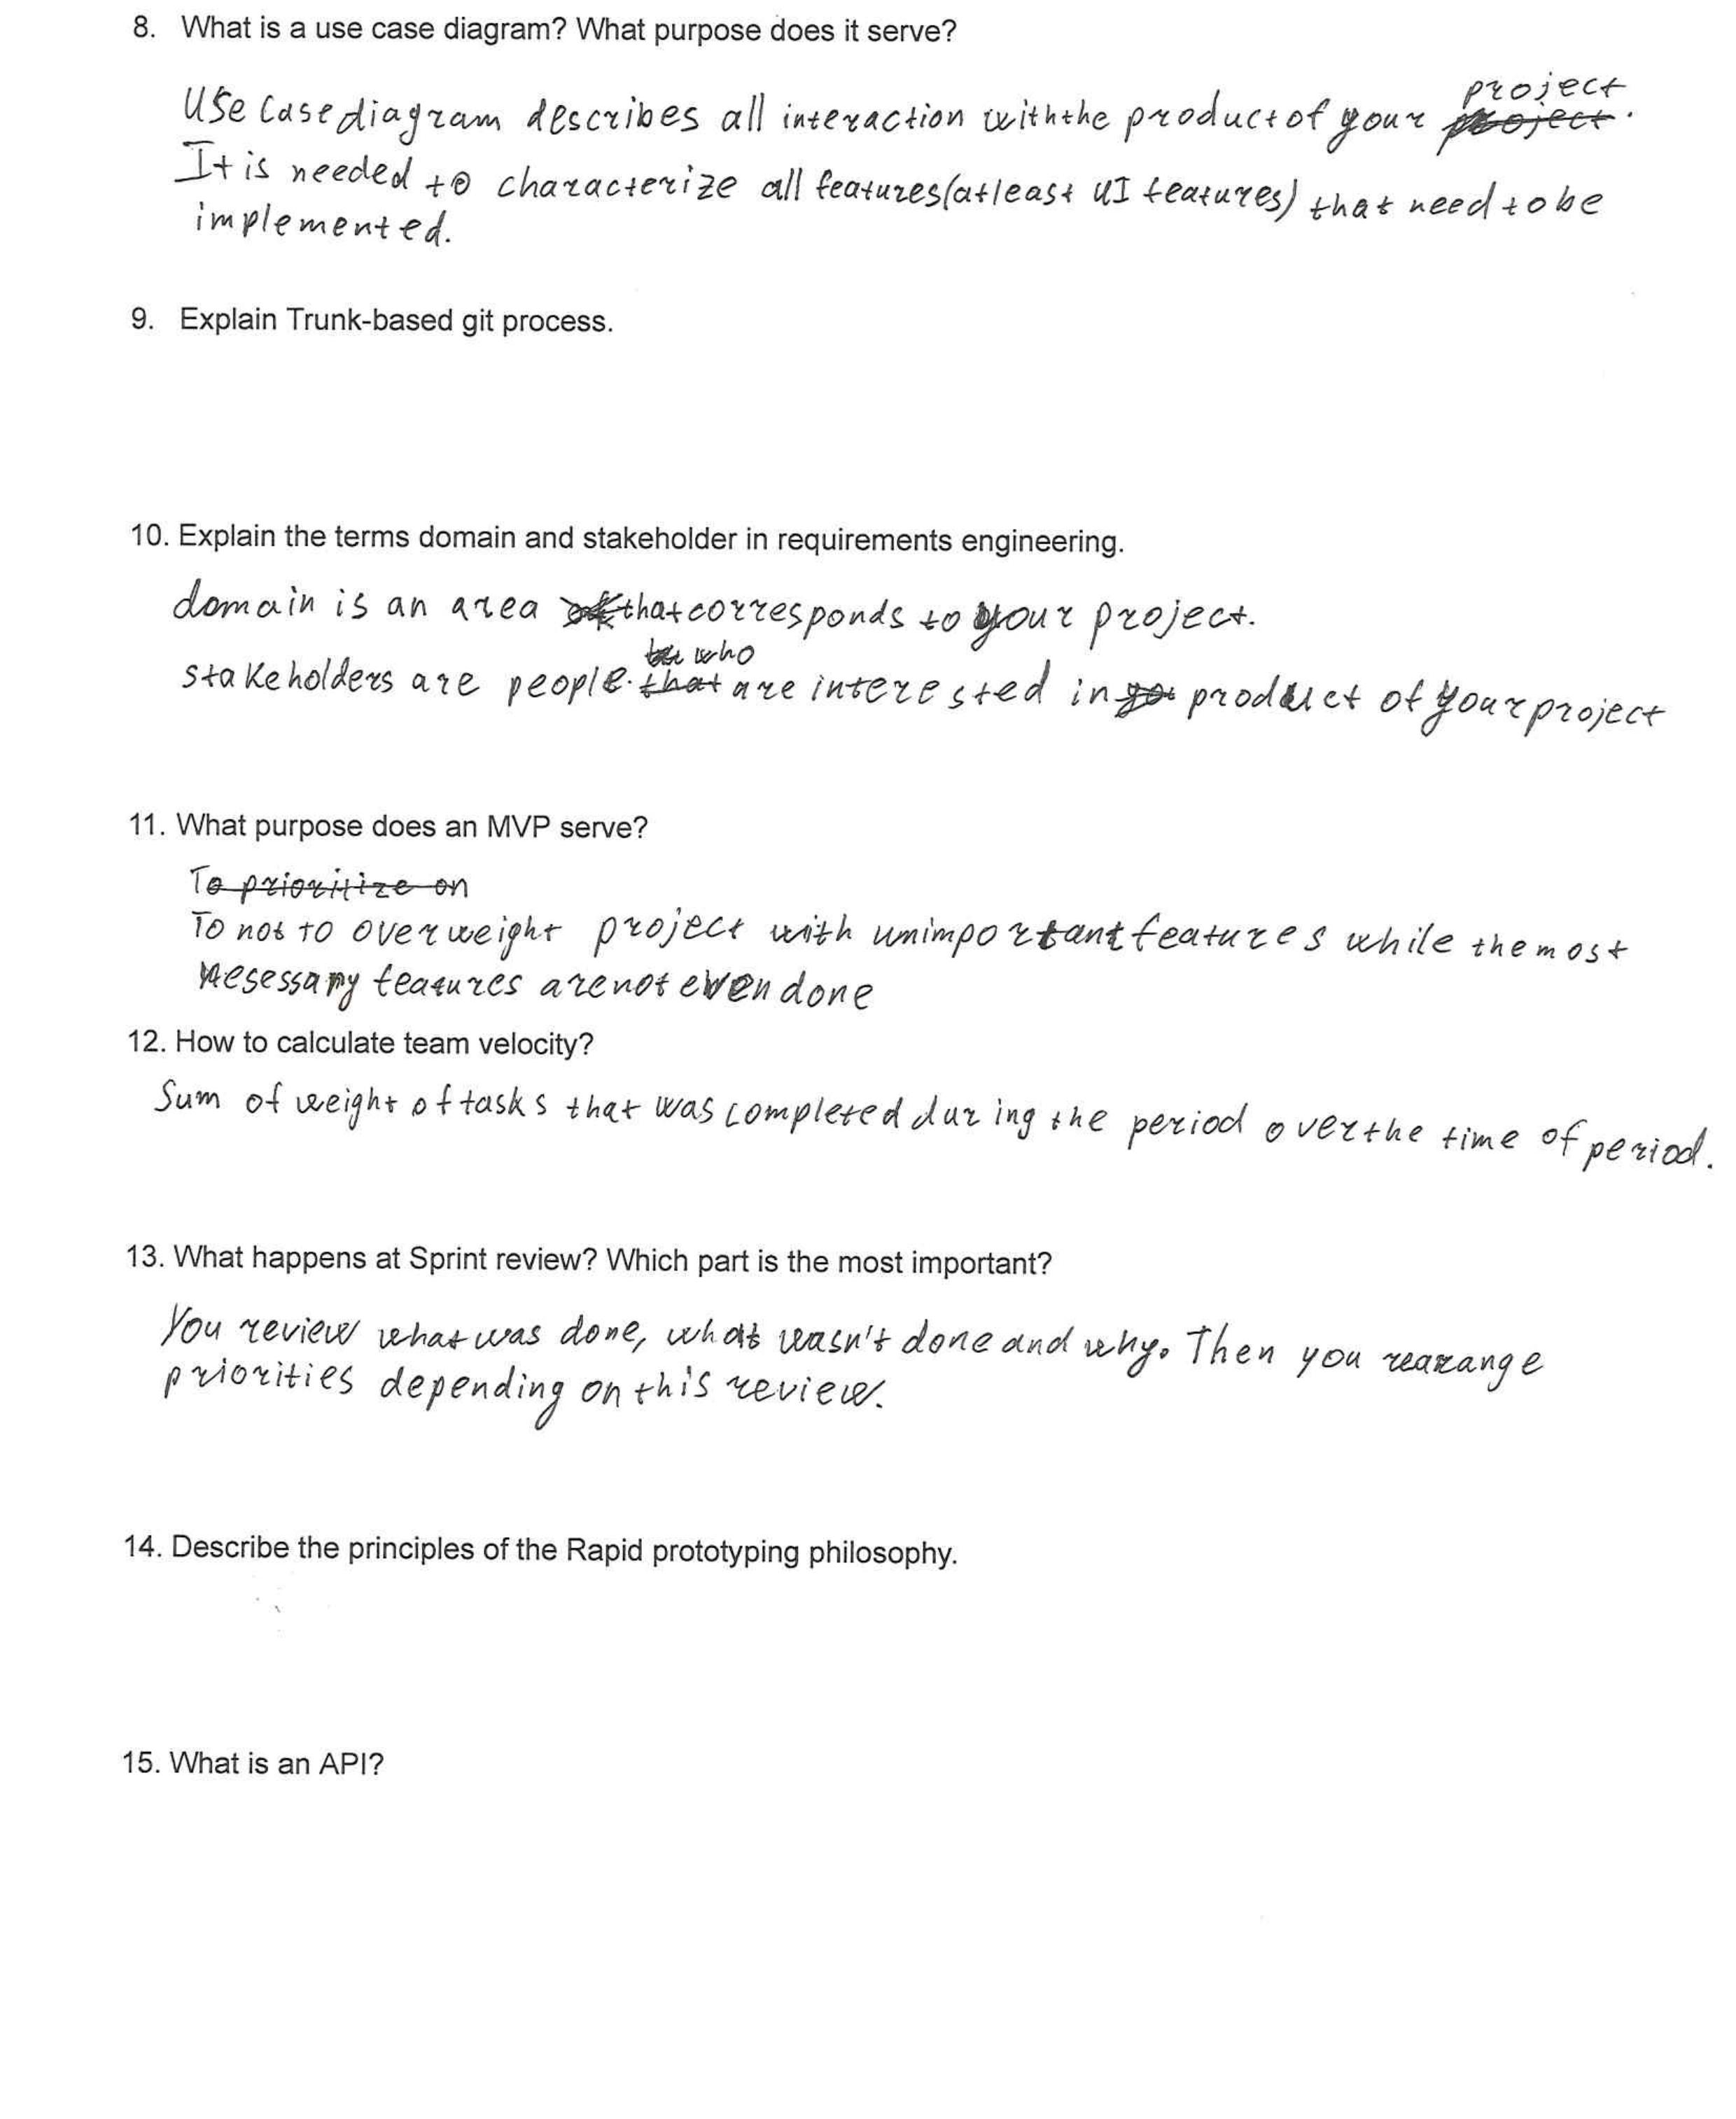 8. What is a use case diagram? What purpose does it serve?
project
Use case diagram describes all interaction with the product of your project.
It is needed to characterize all features (at least UI features) that need to be
implemented.
9. Explain Trunk-based git process.
10. Explain the terms domain and stakeholder in requirements engineering.
domain is an area that corresponds to your project.
who
stakeholders are people that are interested in product of your project
11. What purpose does an MVP serve?
To prioritize on
To not to overweight project with unimportant features while the most
nesessary features are not even done
12. How to calculate team velocity?
Sum of weight of tasks that was completed during the period over the time of period.
13. What happens at Sprint review? Which part is the most important?
You review what was done, what wasn't done and why. Then you rearange
priorities depending on this review.
14. Describe the principles of the Rapid prototyping philosophy.
15. What is an API?